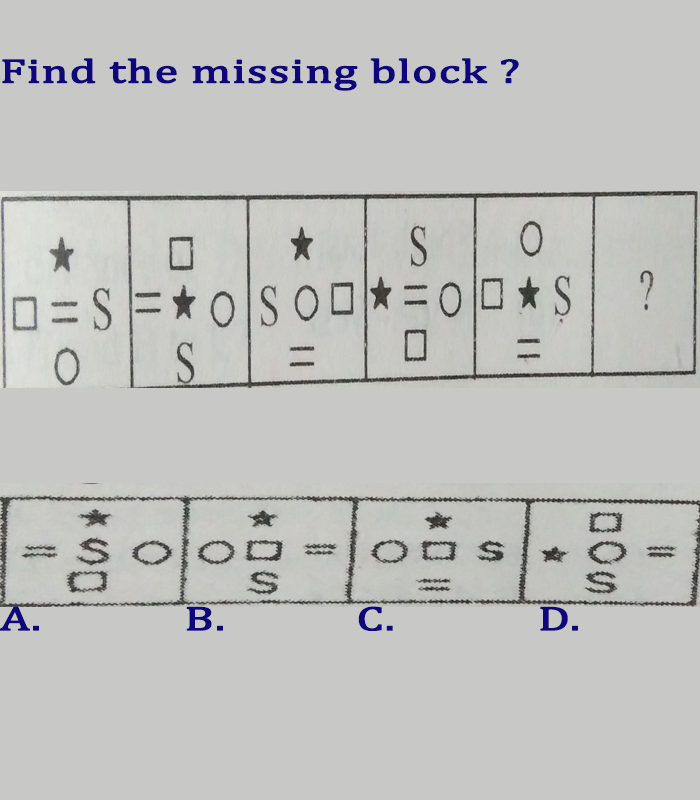 Find the missing block ?
★ □ = S O
□ = ★ O S
★ S O □ =
S ★ = O □
O □ ★ S =
?
★ = S O □
★ O □ = S
★ O □ S =
□ ★ O = S
A. B. C. D.